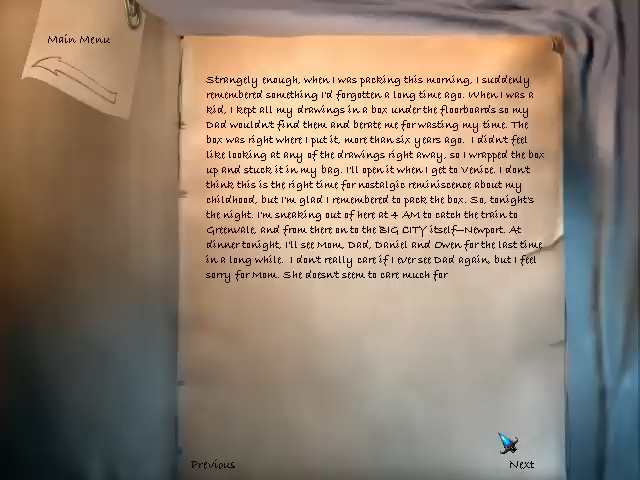 Main Menu
Strangely enough, when I was packing this morning, I suddenly
remembered something I'd forgotten a long time ago. When I was a
kid, I kept all my drawings in a box under the floorboards so my
Dad wouldn't find them and berate me for wasting my time. The
box was right where I put it, more than six years ago. I didn't feel
like looking at any of the drawings right away, so I wrapped the box
up and stuck it in my bag. I'll open it when I get to Venice. I don't
think this is the right time for nostalgic reminiscence about my
childhood, but I'm glad I remembered to pack the box. So, tonight's
the night. I'm sneaking out of here at 4 AM to catch the train to
Greenvale, and from there on to the BIG CITY itself—Newport. At
dinner tonight, I'll see Mom, Dad, Daniel and Owen for the last time
in a long while. I don't really care if I ever see Dad again, but I feel
sorry for Mom. She doesn't seem to care much for
Previous
Next